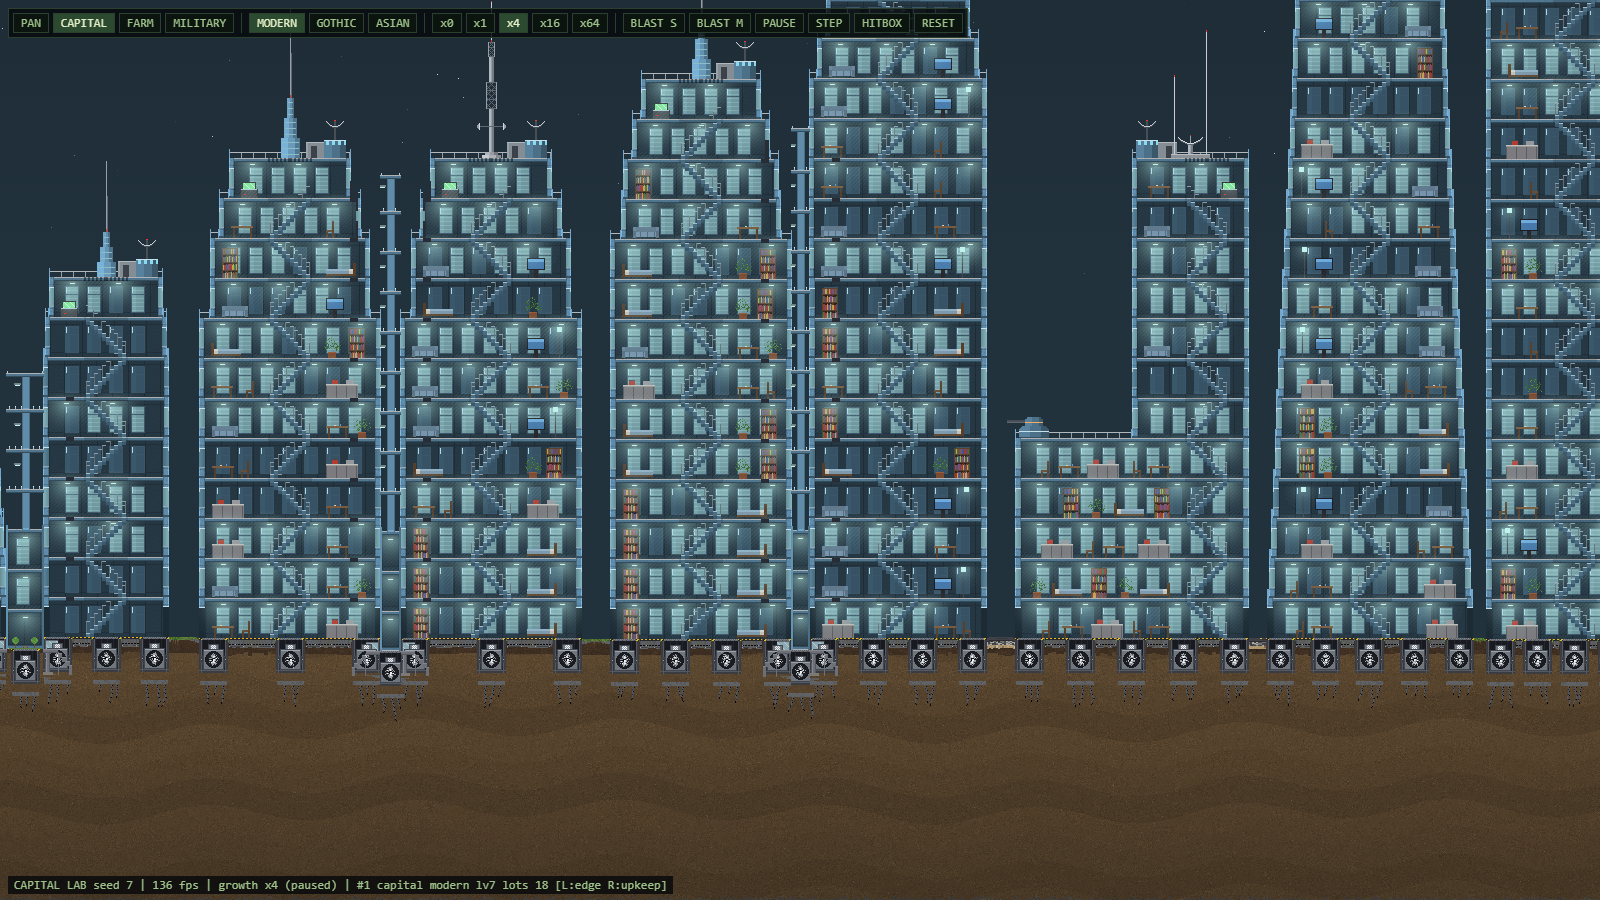 PAN CAPITAL FARM MILITARY MODERN GOTHIC ASIAN x0 x1 x4 x16 x64 BLAST S BLAST M PAUSE STEP HITBOX RESET
CAPITAL LAB seed 7 | 136 fps | growth x4 (paused) | #1 capital modern lv7 lots 18 [L:edge R:upkeep]